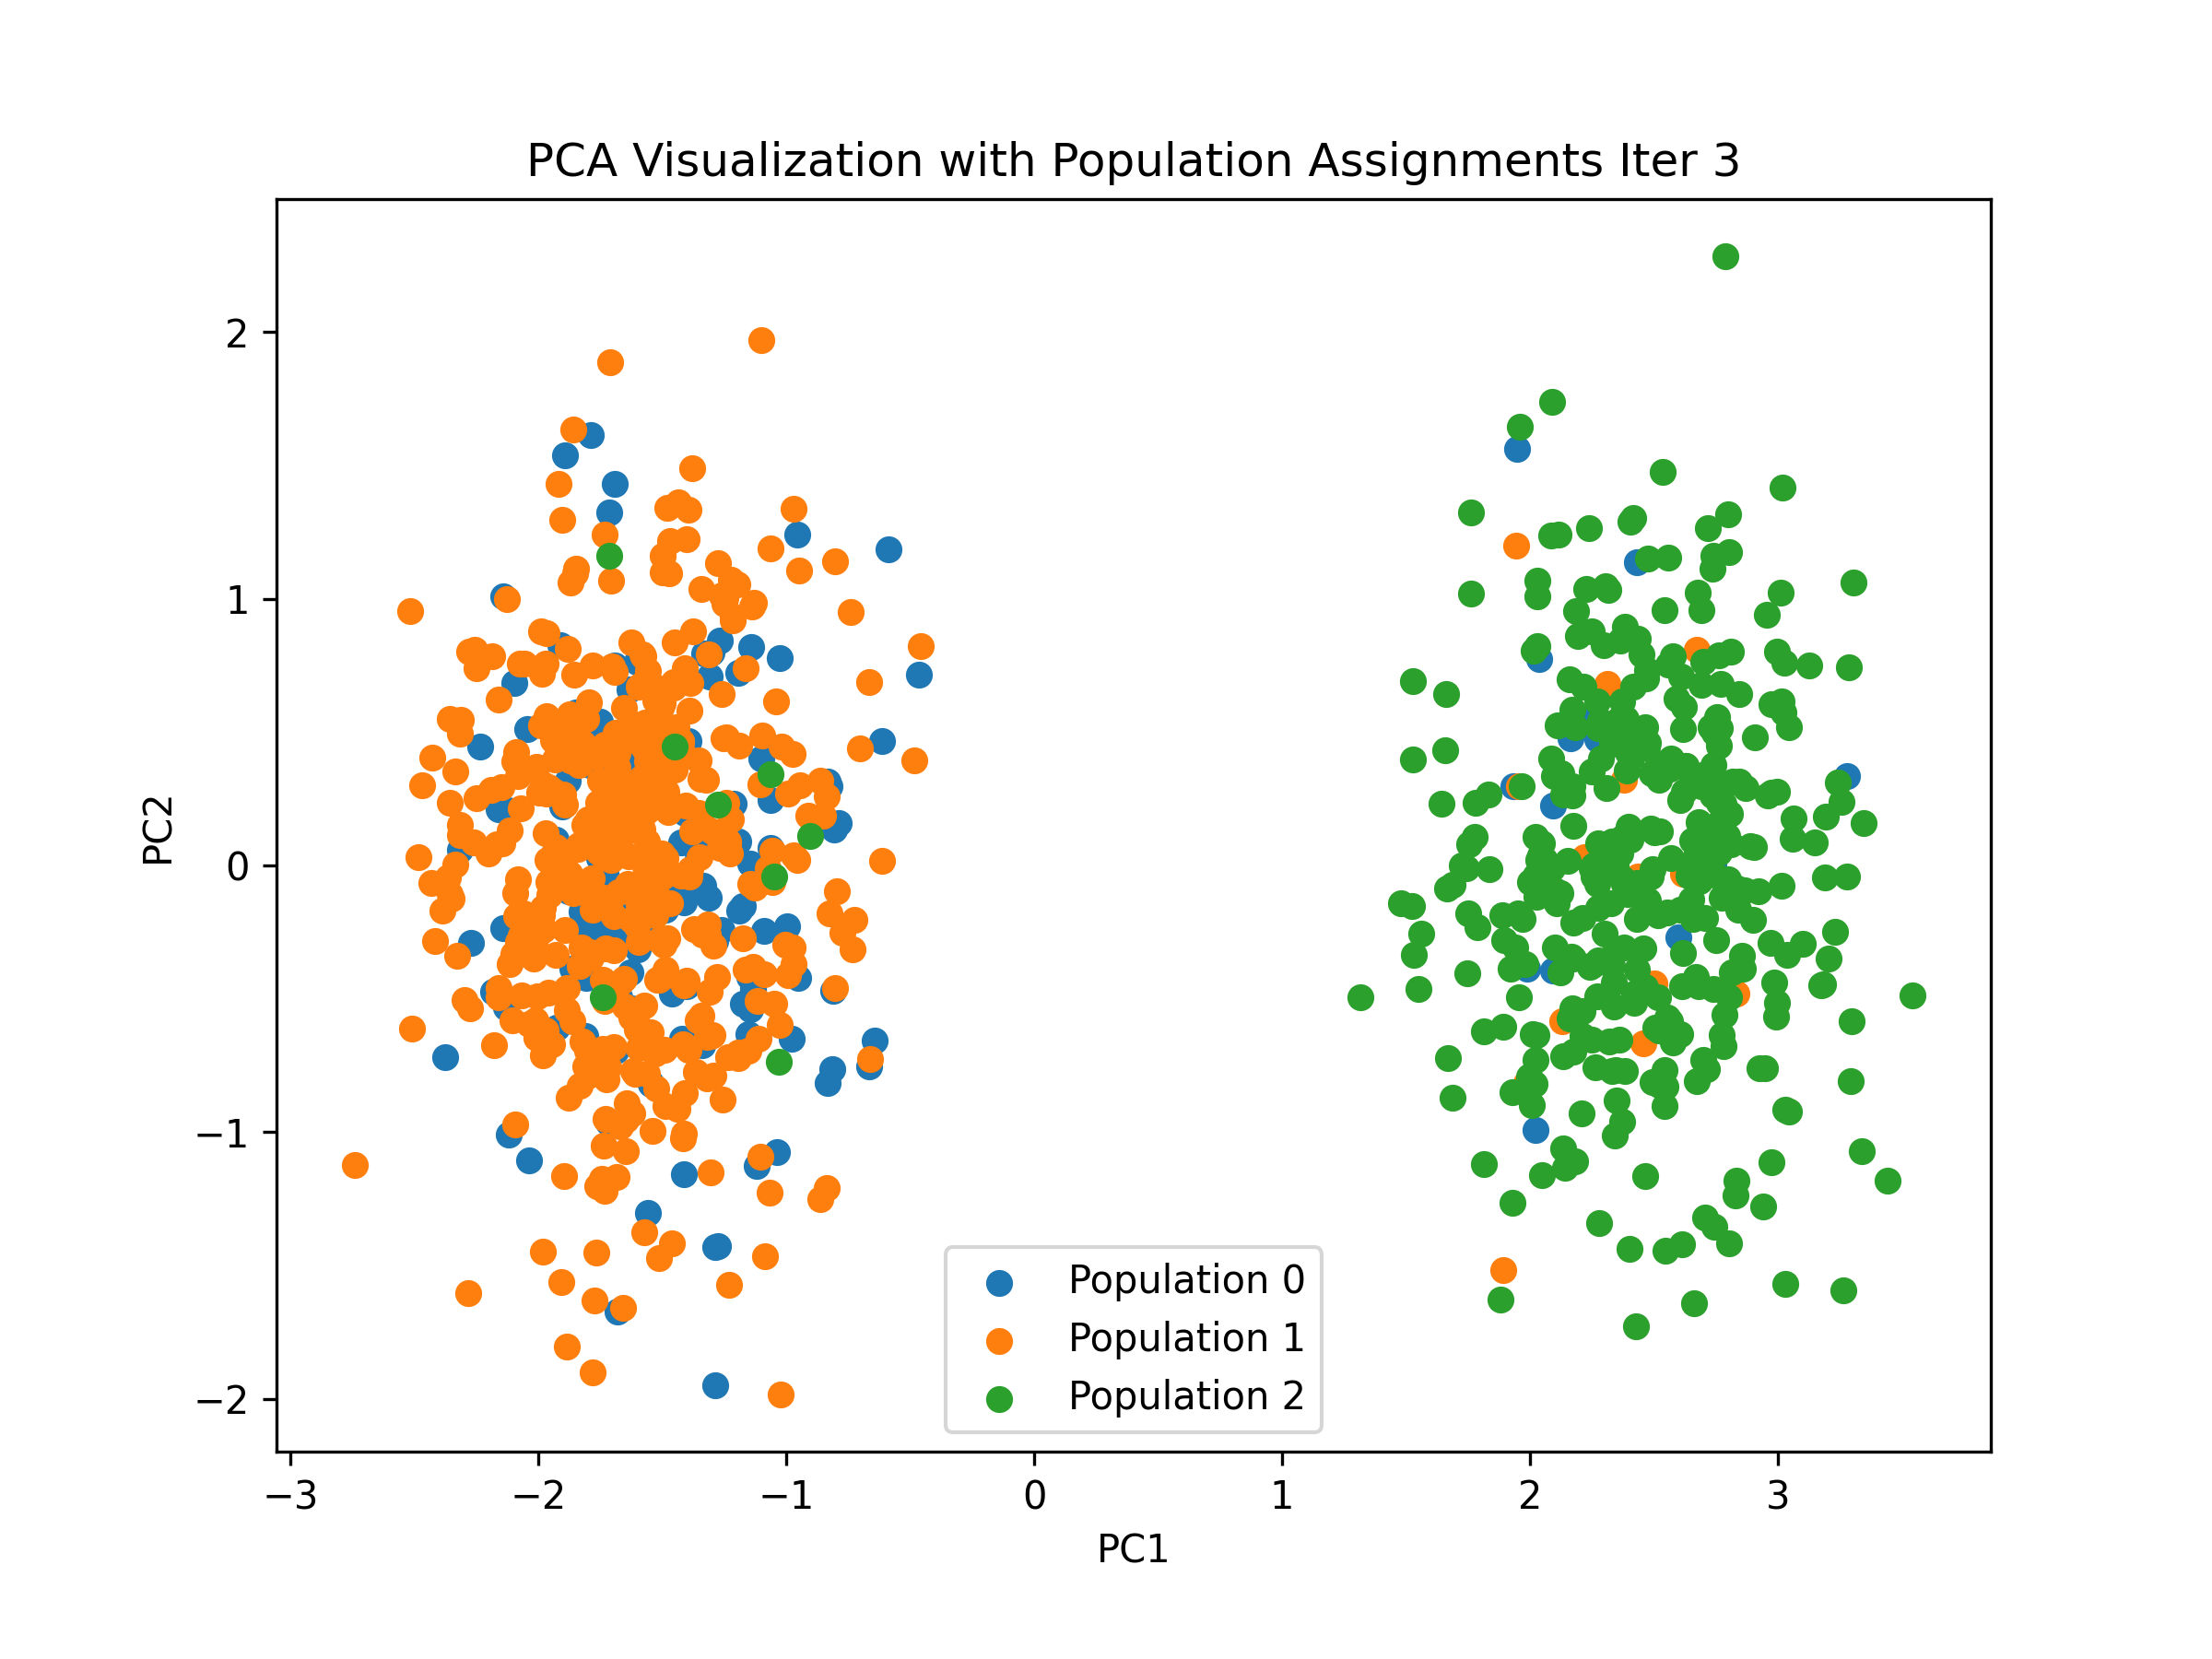 PCA Visualization with Population Assignments Iter 3
PC2
2
1
0
−1
−2
Population 0
Population 1
Population 2
−3 −2 −1 0 1 2 3
PC1